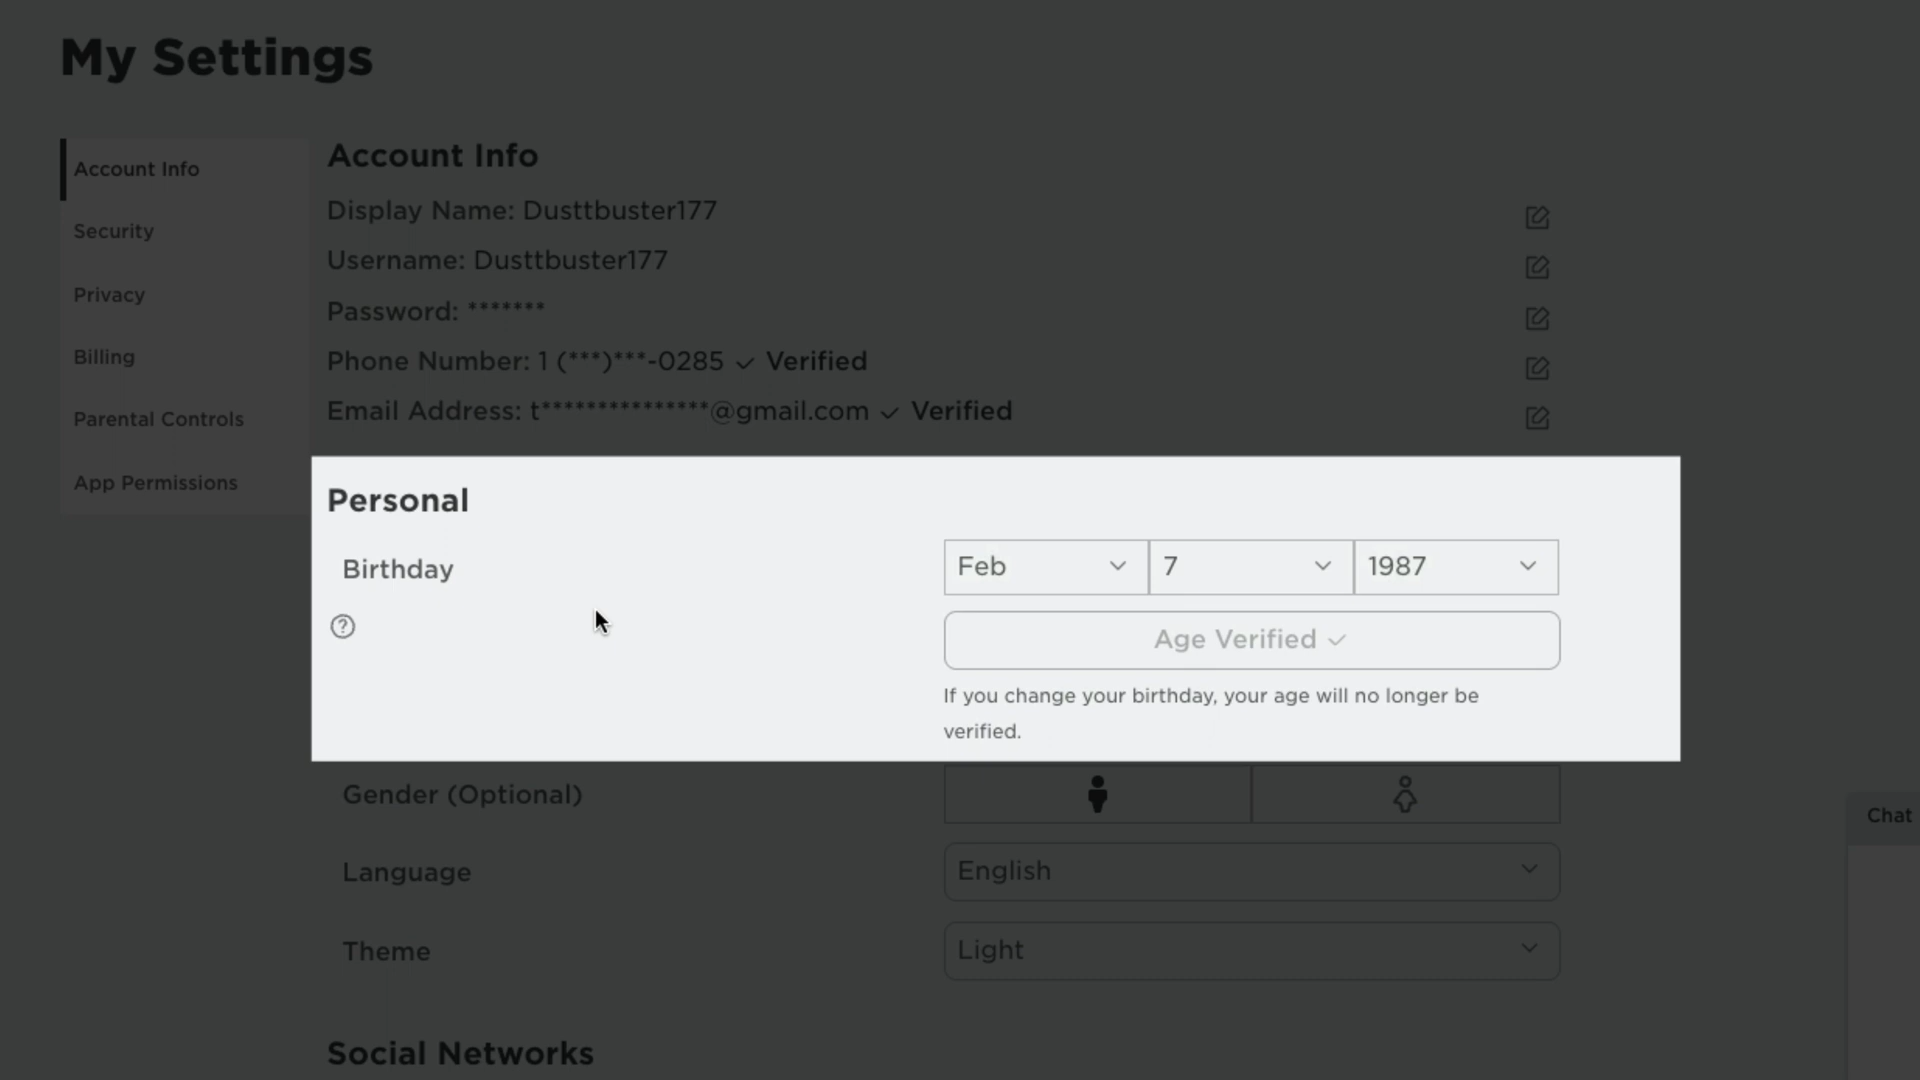 My Settings
Account Info
Security
Privacy
Billing
Parental Controls
App Permissions
Account Info
Display Name: Dusttbuster177
Username: Dusttbuster177
Password: *******
Phone Number: 1 (***)***-0285 ✓ Verified
Email Address: t***************@gmail.com ✓ Verified
Personal
Birthday
Feb 7 1987
Age Verified ✓
If you change your birthday, your age will no longer be
verified.
Gender (Optional)
Language English
Theme Light
Social Networks
Chat